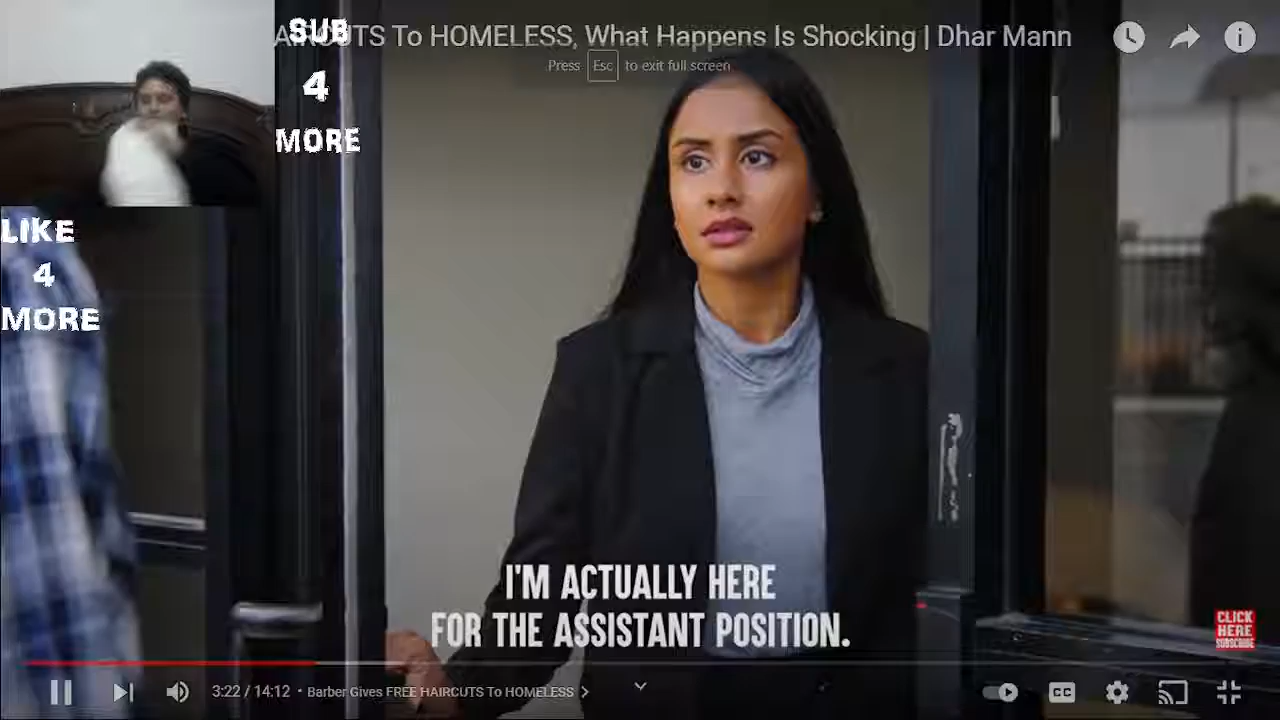 SUB
4
MORE
AIRCUTS To HOMELESS, What Happens Is Shocking | Dhar Mann
Press Esc to exit full screen
LIKE
4
MORE
I'M ACTUALLY HERE
FOR THE ASSISTANT POSITION.
CLICK
HERE
SUBSCRIBE
3:22 / 14:12 • Barber Gives FREE HAIRCUTS To HOMELESS
CC